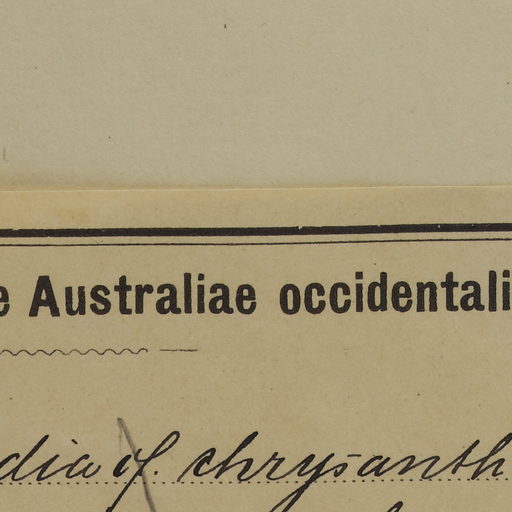 e Australiae occidentali
dia cf. chrysanth